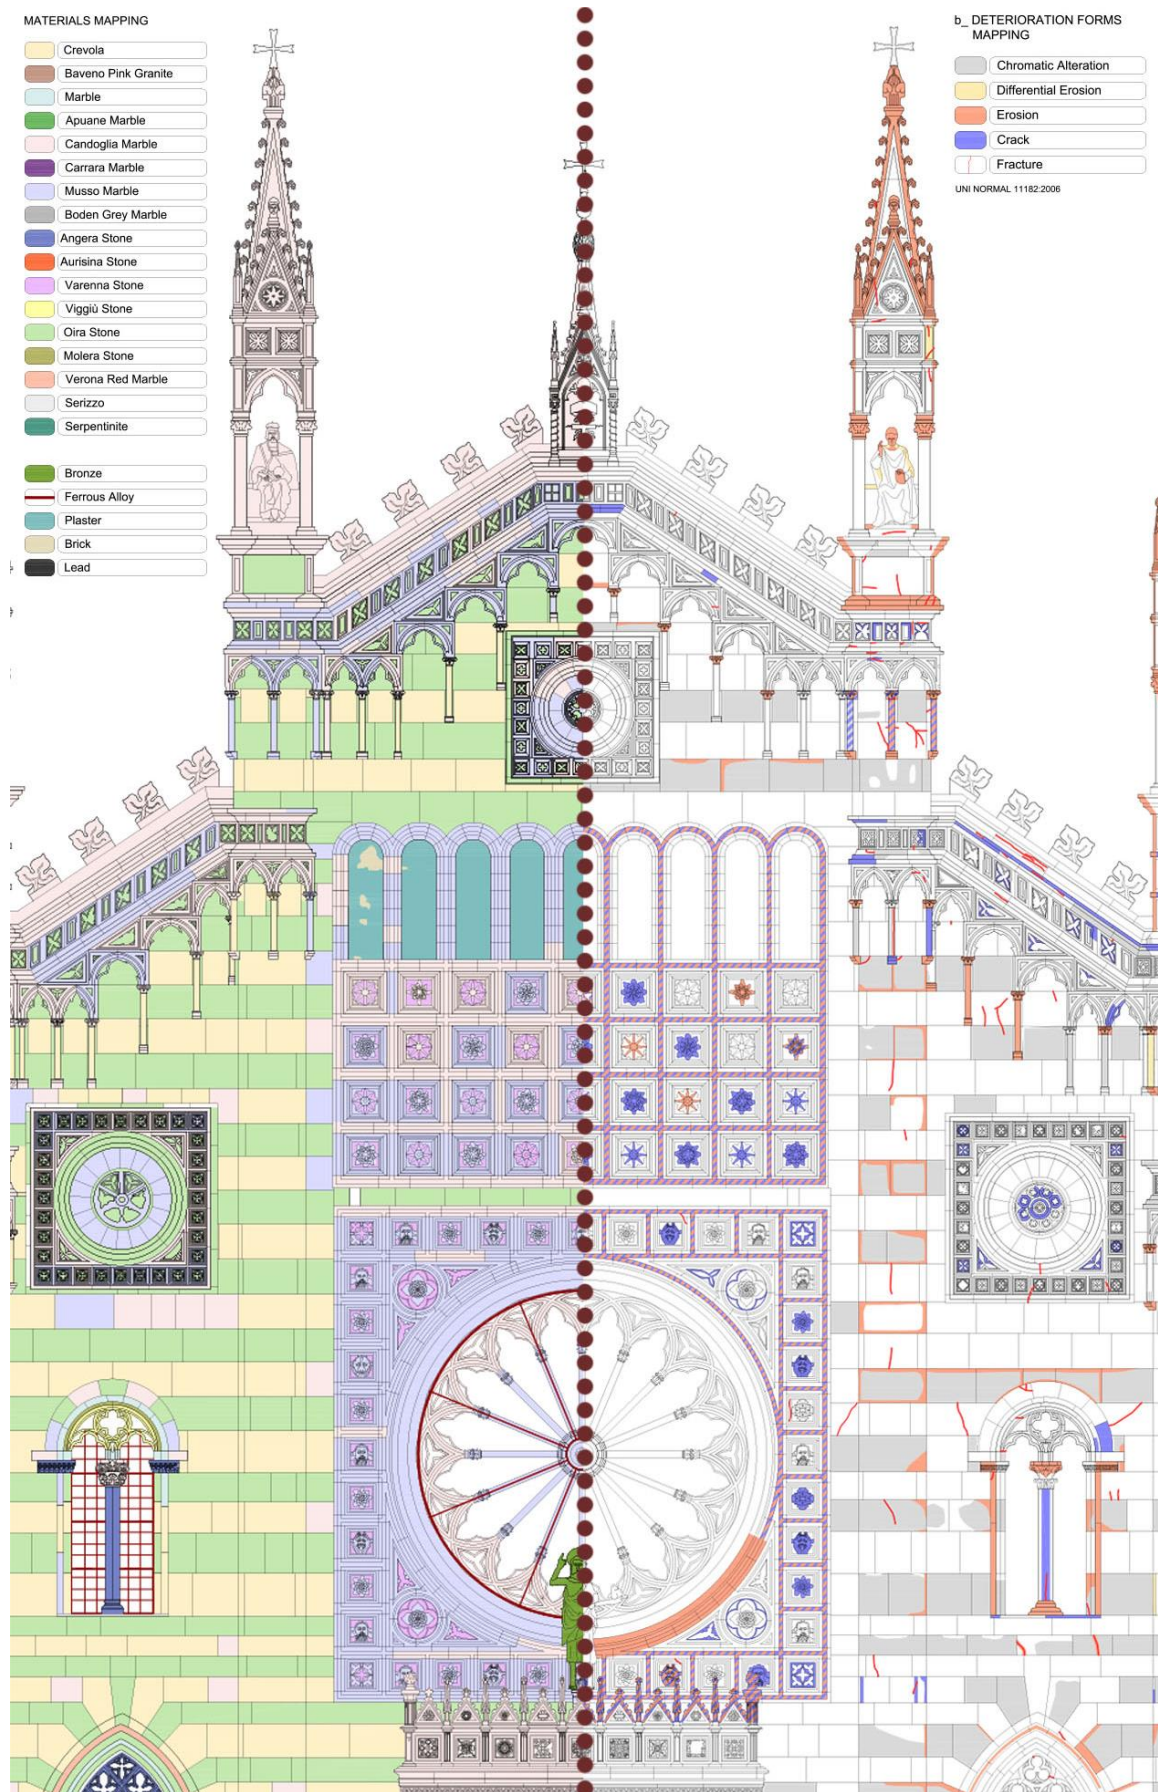 MATERIALS MAPPING
Crevola
Baveno Pink Granite
Marble
Apuane Marble
Candoglia Marble
Carrara Marble
Musso Marble
Boden Grey Marble
Angera Stone
Aurisina Stone
Varenna Stone
Viggiù Stone
Oira Stone
Molera Stone
Verona Red Marble
Serizzo
Serpentinite
Bronze
Ferrous Alloy
Plaster
Brick
Lead
b_ DETERIORATION FORMS
MAPPING
Chromatic Alteration
Differential Erosion
Erosion
Crack
Fracture
UNI NORMAL 11182:2006